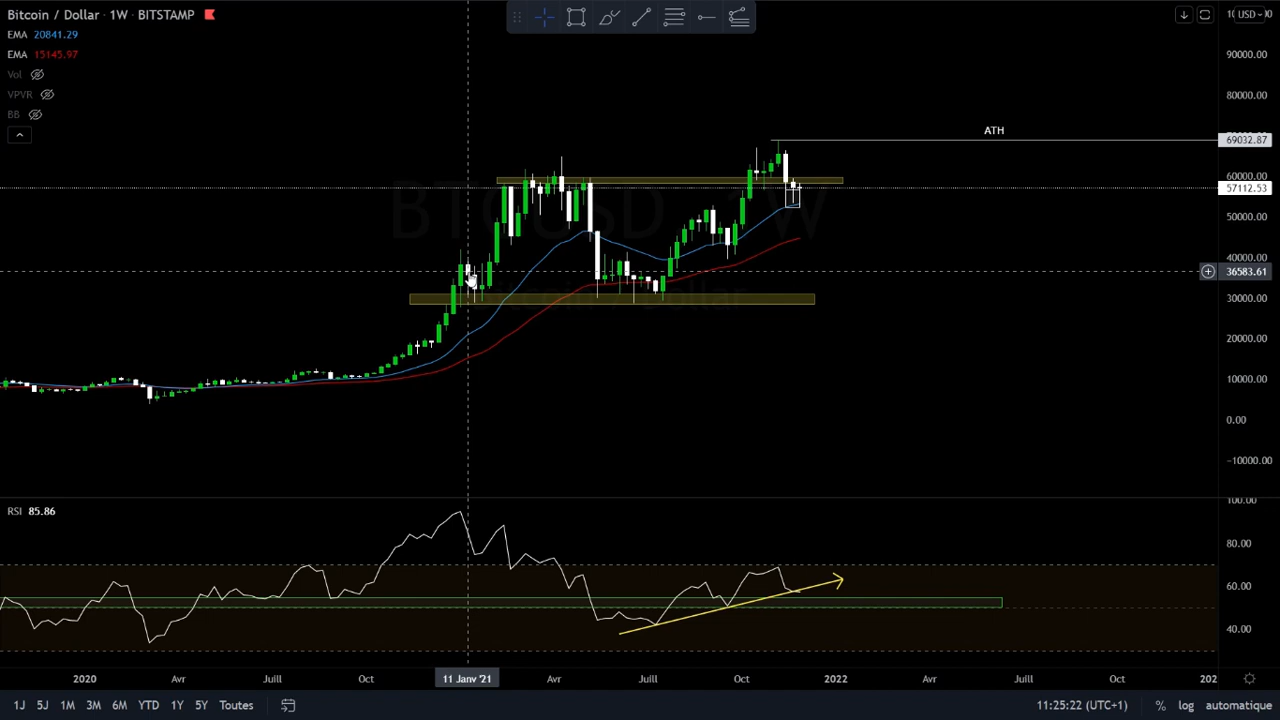 Bitcoin / Dollar · 1W · BITSTAMP
EMA 20841.29
EMA 15145.97
Vol
VPVR
BB
USD
90000.00
80000.00
ATH
69032.87
60000.00
57112.53
50000.00
40000.00
36583.61
30000.00
20000.00
10000.00
0.00
−10000.00
RSI 85.86
100.00
80.00
60.00
40.00
2020
Avr
Juill
Oct
11 Janv '21
Avr
Juill
Oct
2022
Avr
Juill
Oct
1J 5J 1M 3M 6M YTD 1Y 5Y Toutes
11:25:22 (UTC+1)
% log automatique